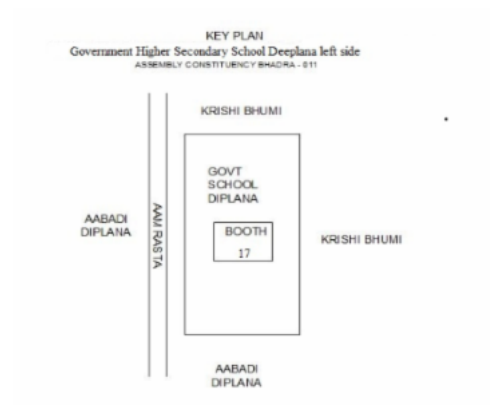 KEY PLAN
Government Higher Secondary School Deeplana left side
ASSEMBLY CONSTITUENCY BHADRA - 011
KRISHI BHUMI
GOVT
SCHOOL
DIPLANA
AABADI
DIPLANA
AAM RASTA
BOOTH
17
KRISHI BHUMI
AABADI
DIPLANA